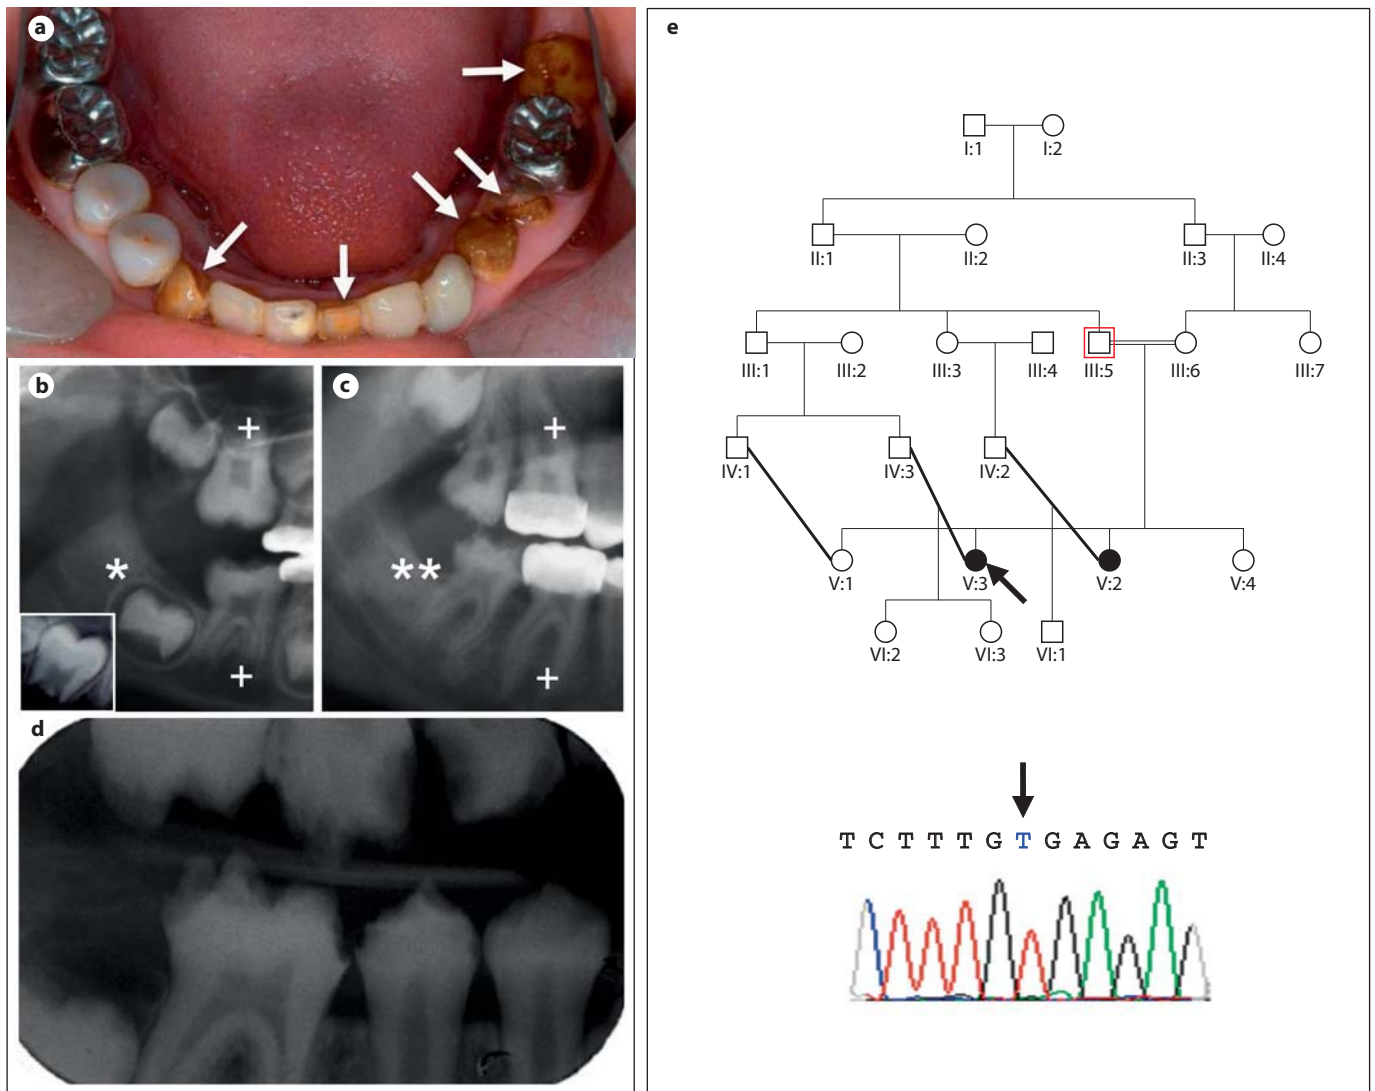 a
b
c
*
**
+
+
+
+
d
e
I:1 I:2
II:1 II:2 II:3 II:4
III:1 III:2 III:3 III:4 III:5 III:6 III:7
IV:1 IV:3 IV:2
V:1 V:3 V:2 V:4
VI:2 VI:3 VI:1
T C T T T G T G A G A G T